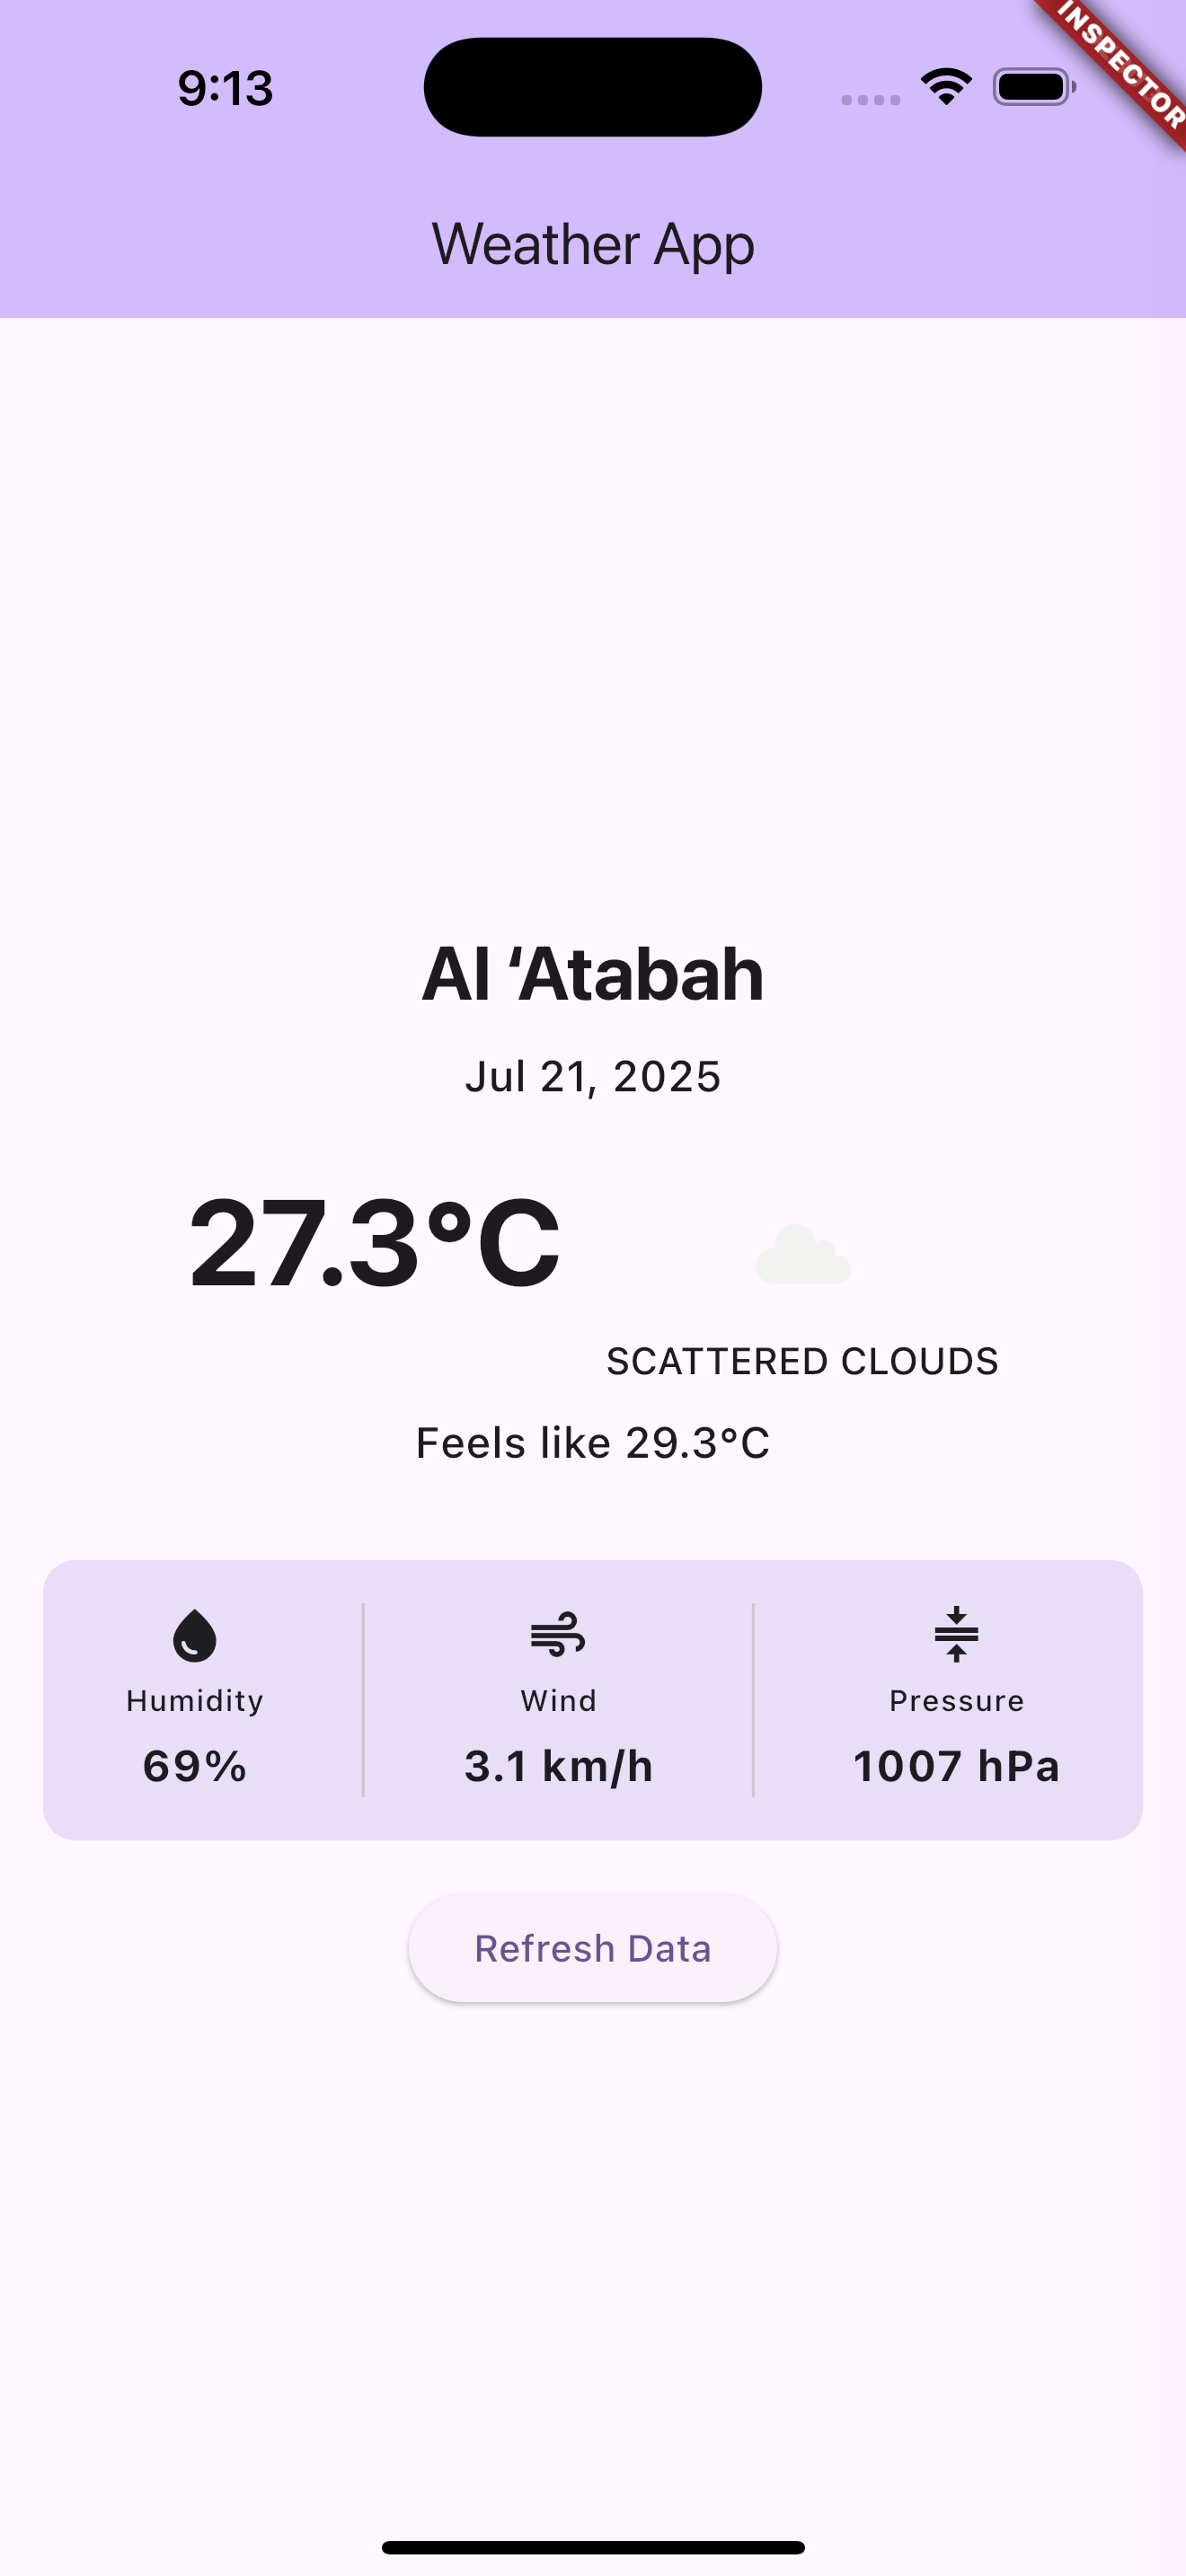 9:13
INSPECTOR
Weather App
Al ‘Atabah
Jul 21, 2025
27.3°C
SCATTERED CLOUDS
Feels like 29.3°C
Humidity Wind Pressure
69% 3.1 km/h 1007 hPa
Refresh Data